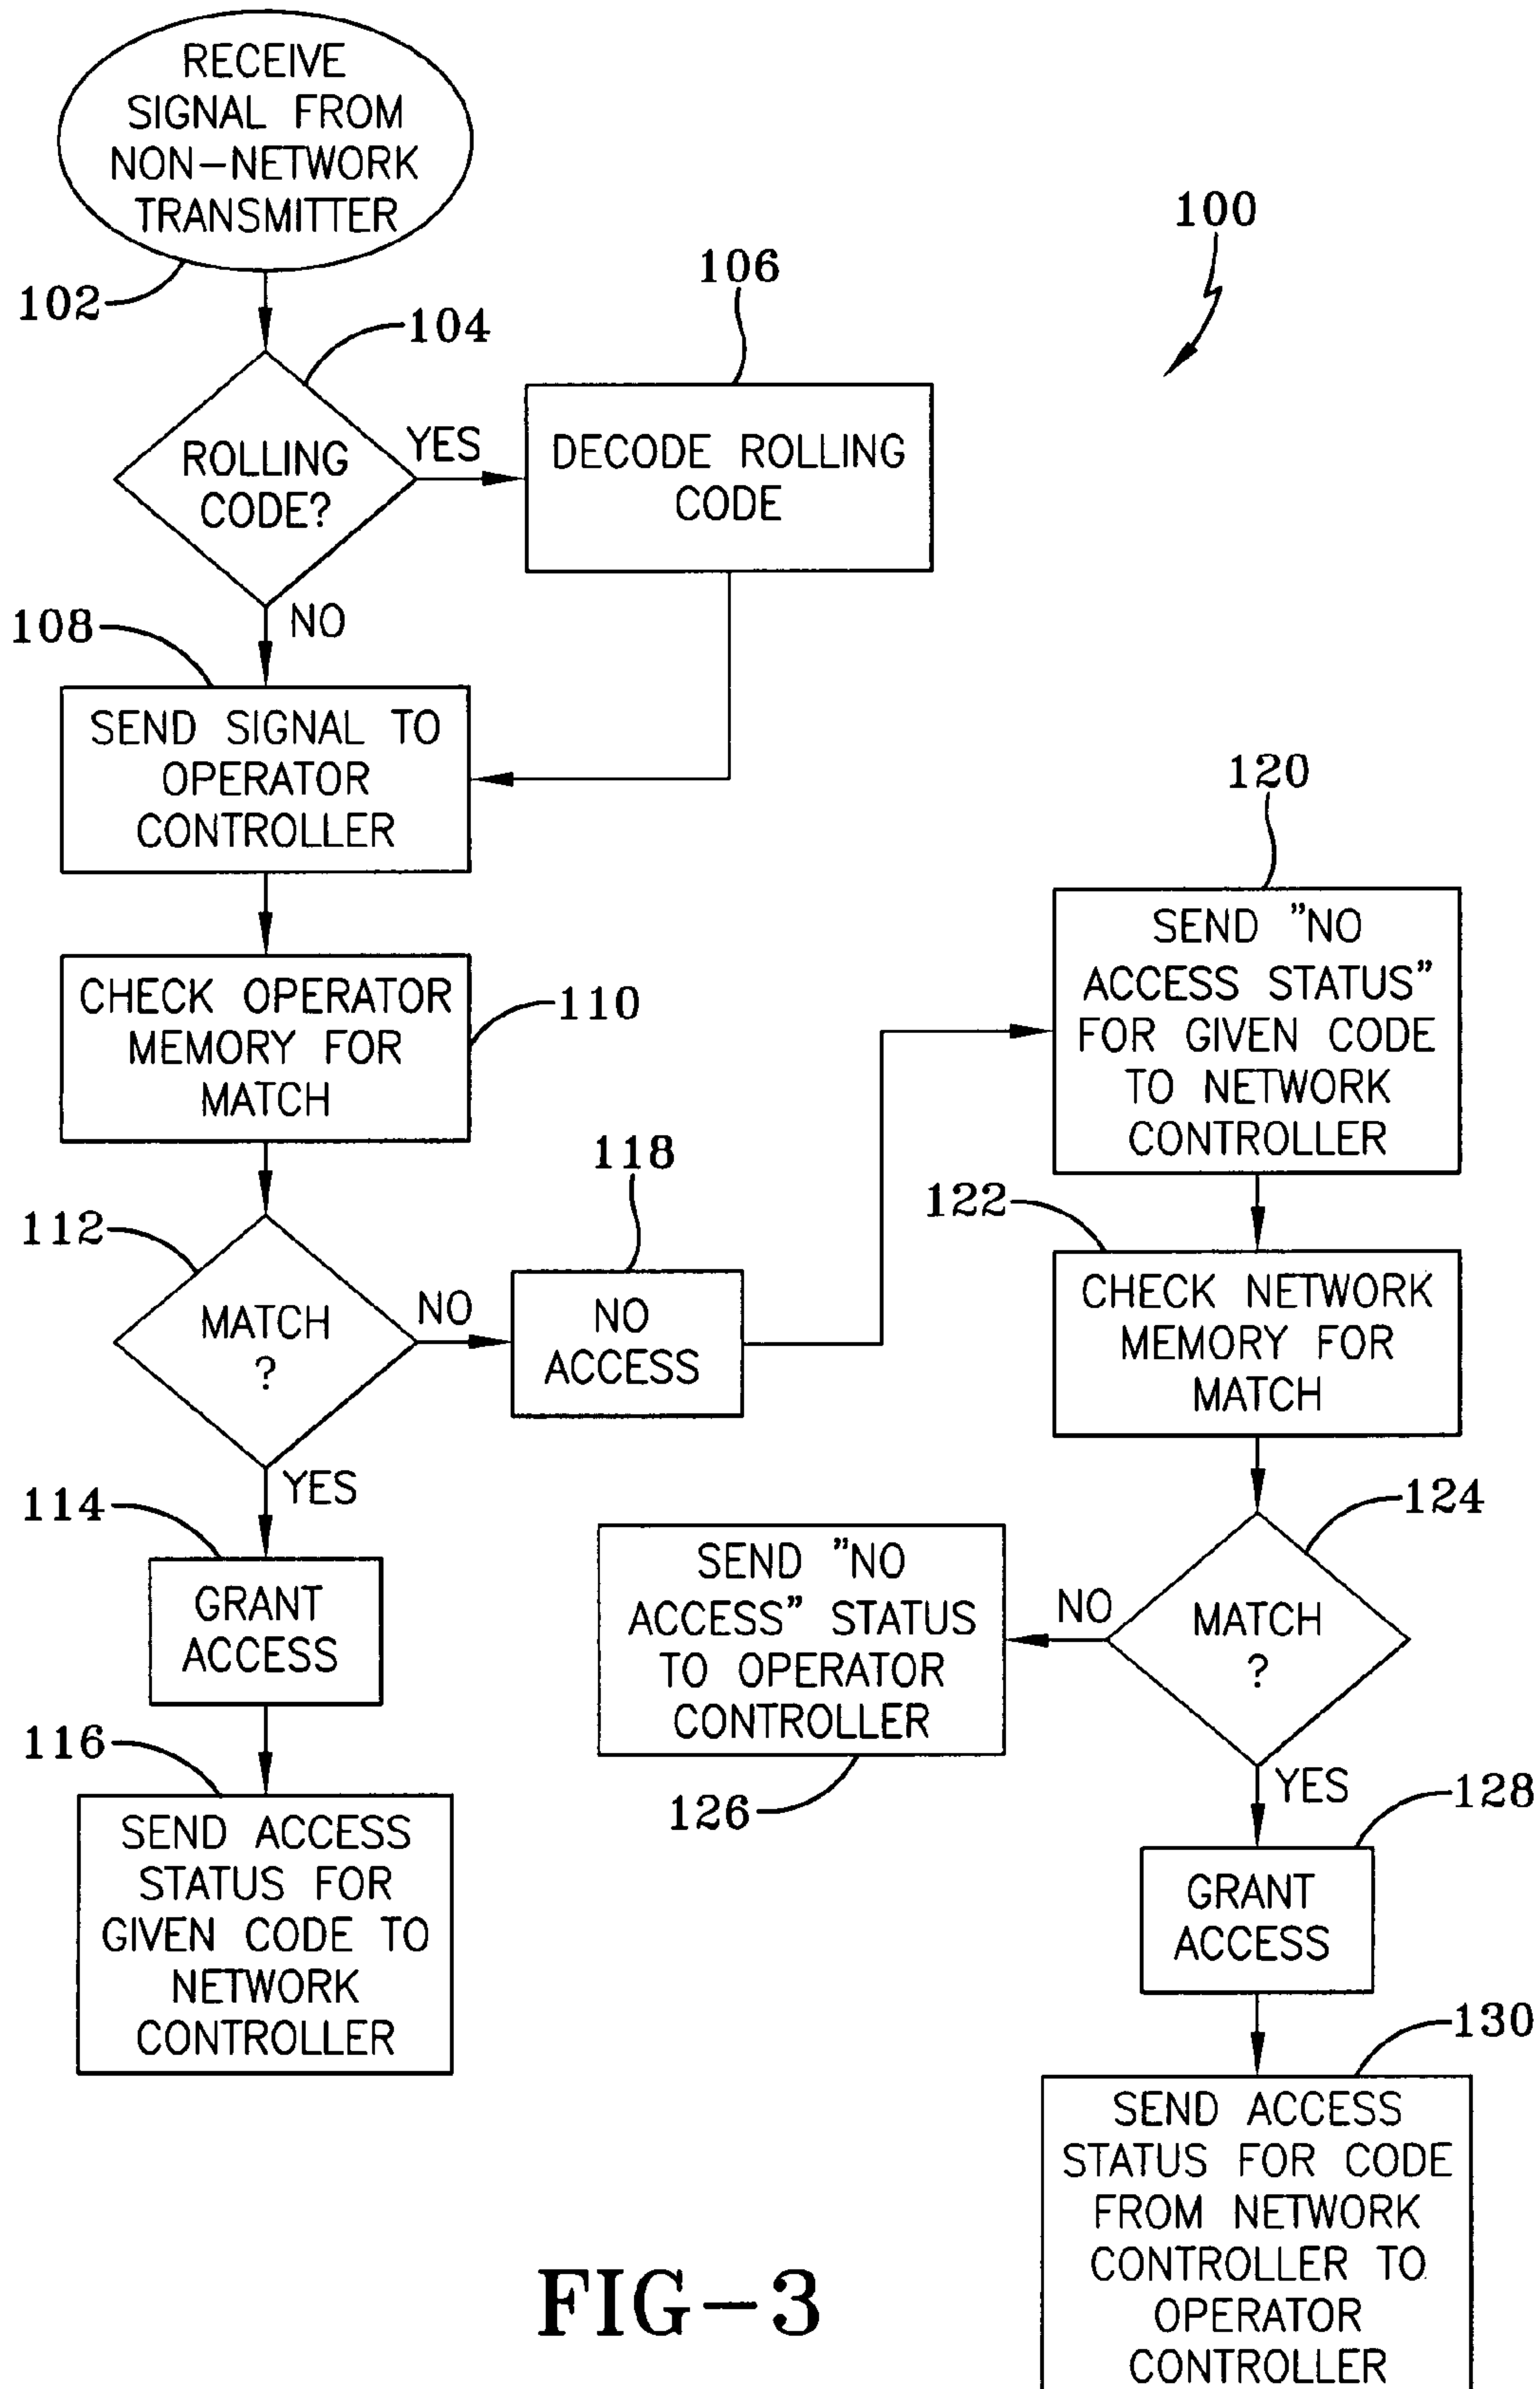 RECEIVE
SIGNAL FROM
NON-NETWORK
TRANSMITTER
102
100
104
106
ROLLING
CODE?
YES
DECODE ROLLING
CODE
NO
108
SEND SIGNAL TO
OPERATOR
CONTROLLER
CHECK OPERATOR
MEMORY FOR
MATCH
110
112
MATCH
?
NO
118
NO
ACCESS
YES
114
GRANT
ACCESS
116
SEND ACCESS
STATUS FOR
GIVEN CODE TO
NETWORK
CONTROLLER
120
SEND "NO
ACCESS STATUS"
FOR GIVEN CODE
TO NETWORK
CONTROLLER
122
CHECK NETWORK
MEMORY FOR
MATCH
124
MATCH
?
NO
SEND "NO
ACCESS" STATUS
TO OPERATOR
CONTROLLER
126
YES
128
GRANT
ACCESS
130
SEND ACCESS
STATUS FOR CODE
FROM NETWORK
CONTROLLER TO
OPERATOR
CONTROLLER
FIG-3